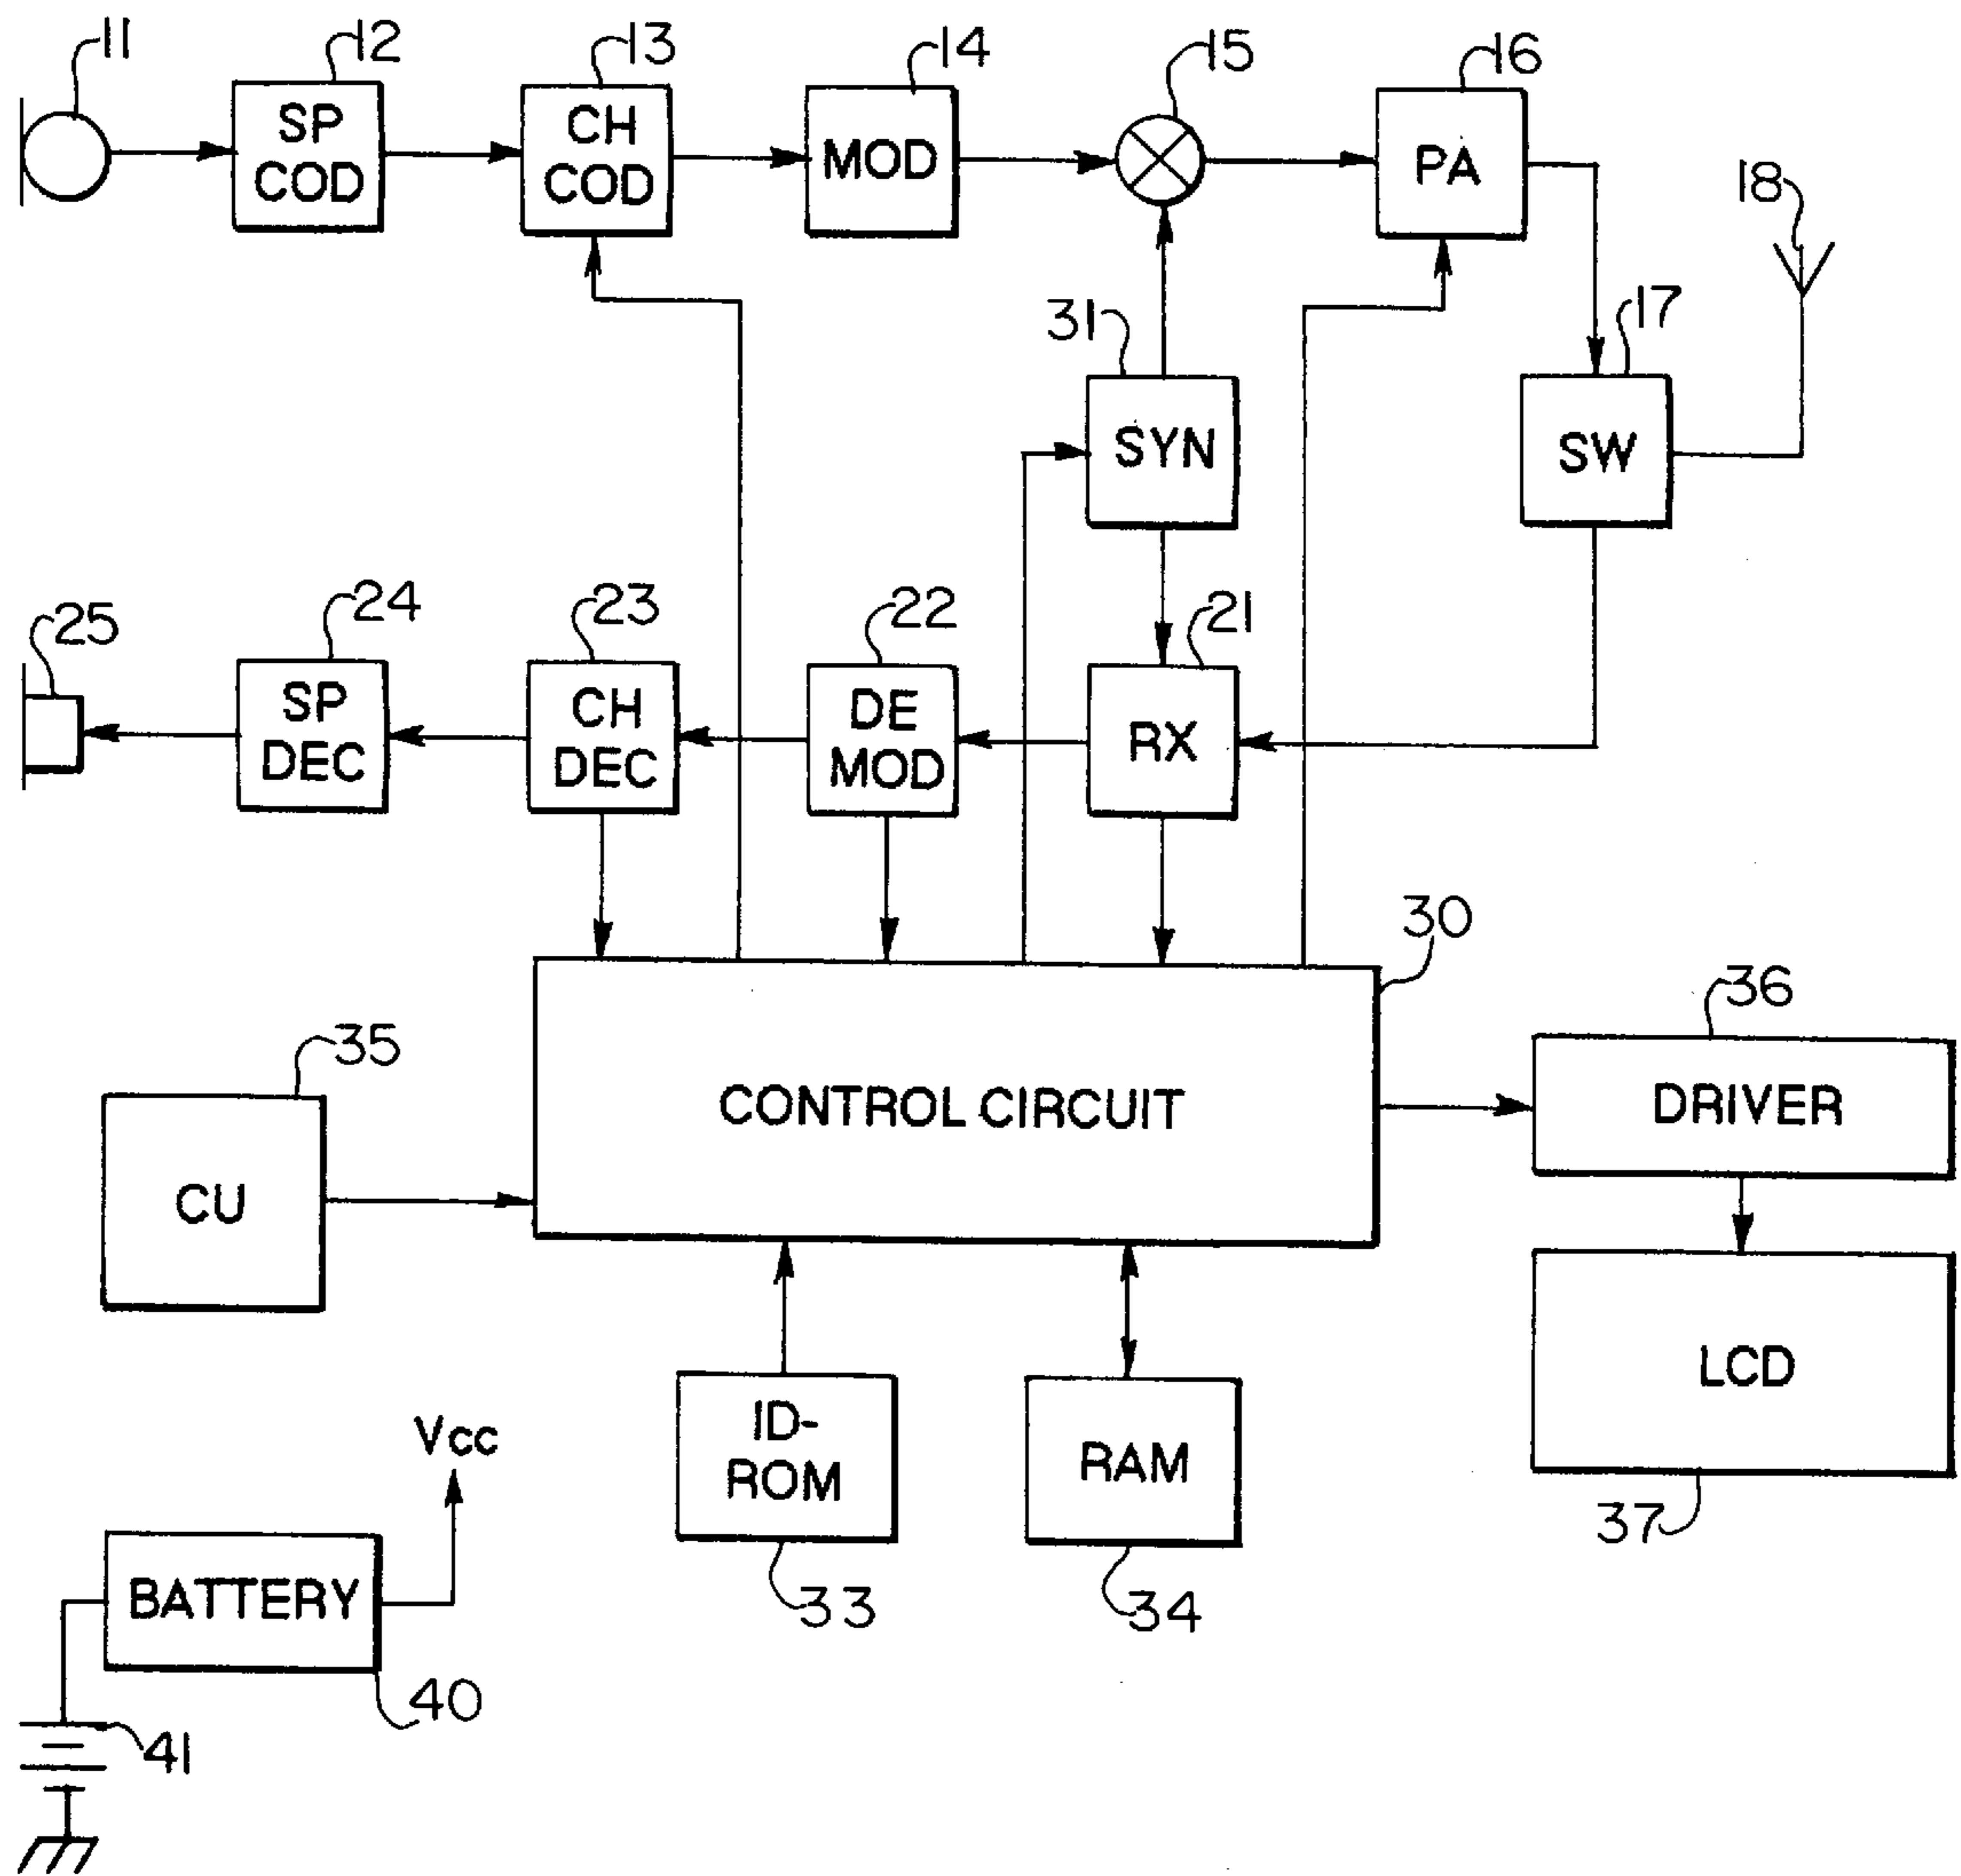 11
12
13
14
15
16
SP
COD
CH
COD
MOD
PA
18
31
17
SYN
SW
25
24
23
22
21
SP
DEC
CH
DEC
DE
MOD
RX
30
36
35
CONTROL CIRCUIT
DRIVER
CU
LCD
Vcc
ID-
ROM
RAM
37
BATTERY
33
34
40
41